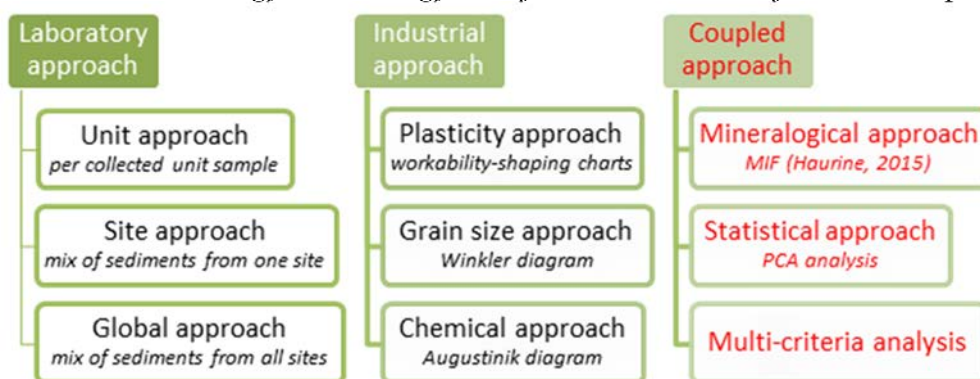 Laboratory
approach
Unit approach
per collected unit sample
Site approach
mix of sediments from one site
Global approach
mix of sediments from all sites
Industrial
approach
Plasticity approach
workability-shaping charts
Grain size approach
Winkler diagram
Chemical approach
Augustinik diagram
Coupled
approach
Mineralogical approach
MIF (Haurine, 2015)
Statistical approach
PCA analysis
Multi-criteria analysis